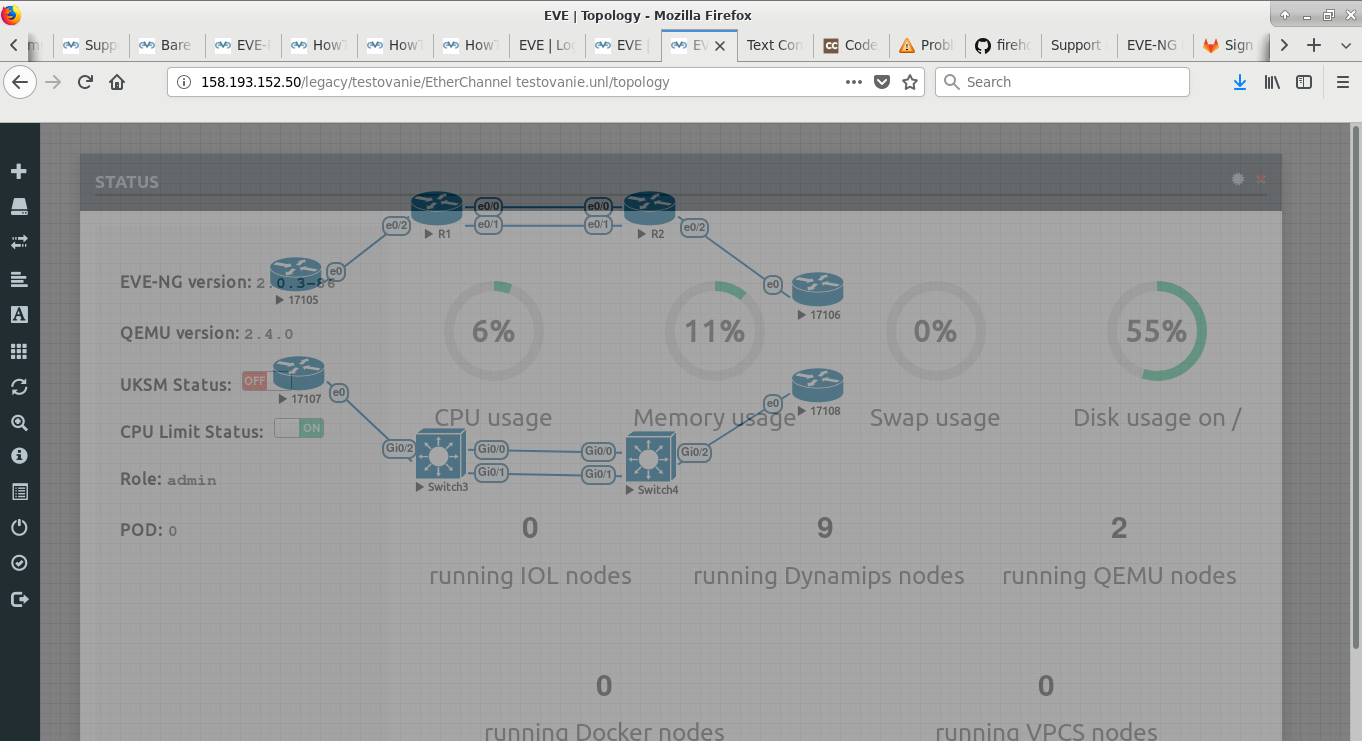 EVE | Topology - Mozilla Firefox
Supp
Bare
EVE-
HowT
HowT
HowT
EVE | Lo
EVE |
EV
Text Con
Code
Probl
fireho
Support
EVE-NG
Sign
158.193.152.50/legacy/testovanie/EtherChannel testovanie.unl/topology
Search
STATUS
e0/0
e0/0
e0/2
e0/1
e0/1
e0/2
R1
R2
e0
e0
17105
17106
EVE-NG version: 2.0.3-86
QEMU version: 2.4.0
UKSM Status: OFF
CPU Limit Status: ON
Role: admin
POD: 0
6%
11%
0%
55%
CPU usage
Memory usage
Swap usage
Disk usage on /
e0
e0
17107
17108
Gi0/2
Gi0/0
Gi0/0
Gi0/2
Gi0/1
Gi0/1
Switch3
Switch4
0
9
2
running IOL nodes
running Dynamips nodes
running QEMU nodes
0
0
running Docker nodes
running VPCS nodes